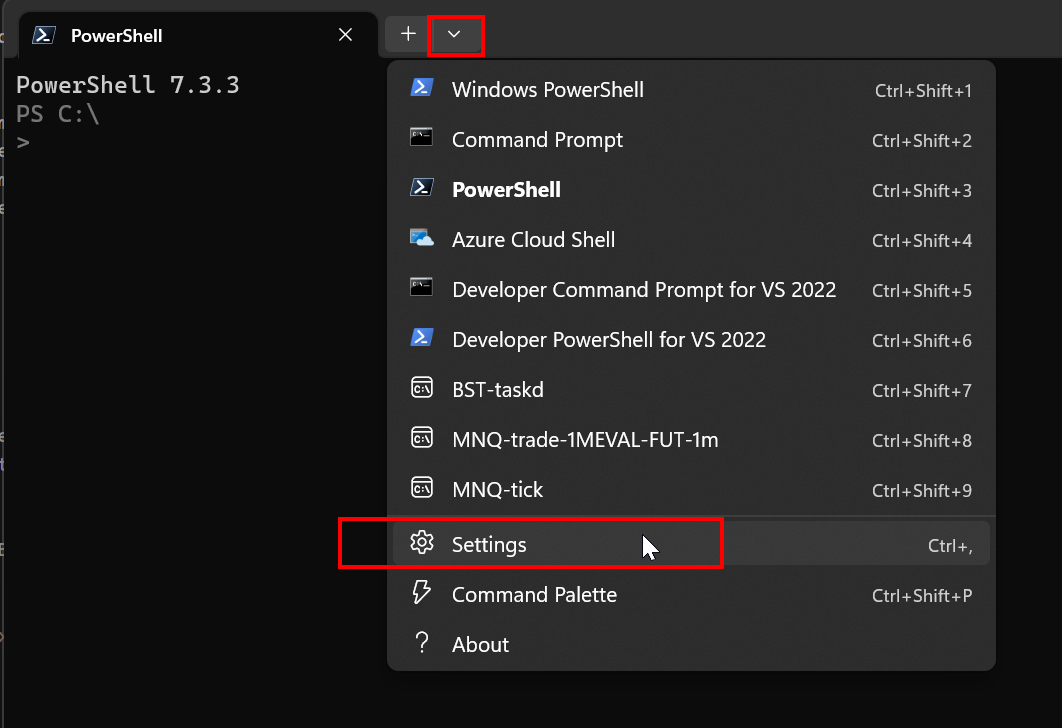 PowerShell
PowerShell 7.3.3
PS C:\
>
Windows PowerShell Ctrl+Shift+1
Command Prompt Ctrl+Shift+2
PowerShell Ctrl+Shift+3
Azure Cloud Shell Ctrl+Shift+4
Developer Command Prompt for VS 2022 Ctrl+Shift+5
Developer PowerShell for VS 2022 Ctrl+Shift+6
BST-taskd Ctrl+Shift+7
MNQ-trade-1MEVAL-FUT-1m Ctrl+Shift+8
MNQ-tick Ctrl+Shift+9
Settings Ctrl+,
Command Palette Ctrl+Shift+P
About